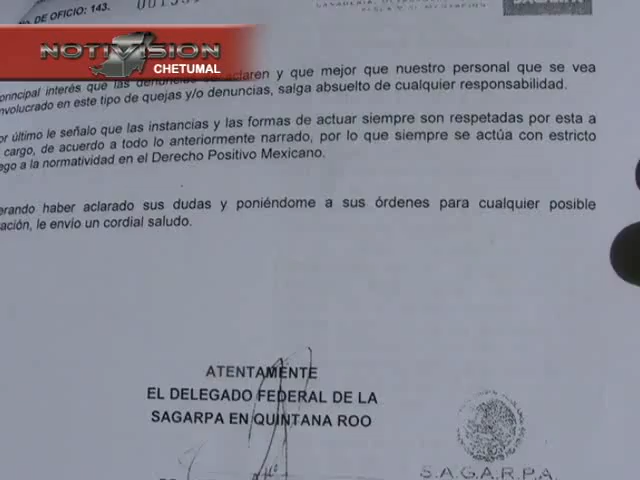 DE OFICIO: 143.
NOTIVISION
CHETUMAL
principal interés que las denuncias se aclaren y que mejor que nuestro personal que se vea
involucrado en este tipo de quejas y/o denuncias, salga absuelto de cualquier responsabilidad.
or último le señalo que las instancias y las formas de actuar siempre son respetadas por esta a
cargo, de acuerdo a todo lo anteriormente narrado, por lo que siempre se actúa con estricto
ego a la normatividad en el Derecho Positivo Mexicano.
erando haber aclarado sus dudas y poniéndome a sus órdenes para cualquier posible
ación, le envío un cordial saludo.
ATENTAMENTE
EL DELEGADO FEDERAL DE LA
SAGARPA EN QUINTANA ROO
S.A.G.A.R.P.A.